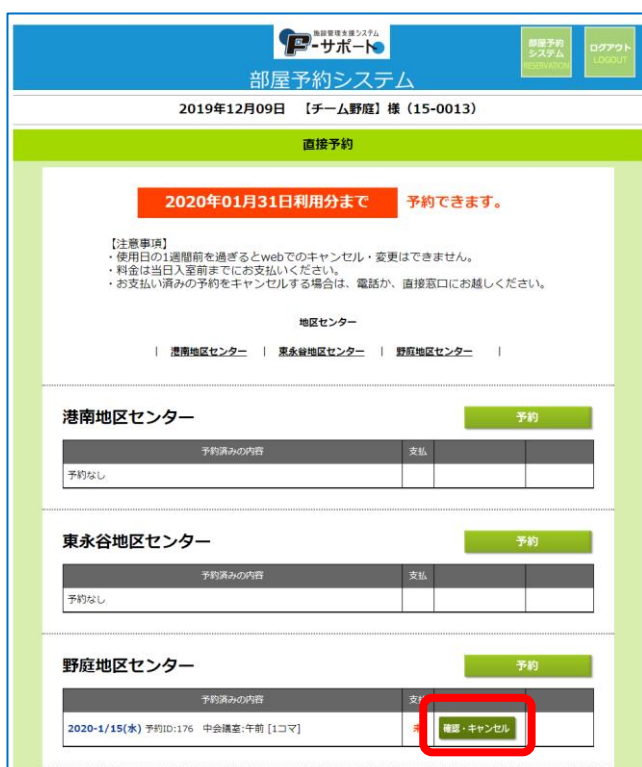 施設管理支援システム
P-サポート
部屋予約
システム
RESERVATION
ログアウト
LOGOUT
部屋予約システム
2019年12月09日 【チーム野庭】様（15-0013）
直接予約
2020年01月31日利用分まで 予約できます。
【注意事項】
・使用日の1週間前を過ぎるとwebでのキャンセル・変更はできません。
・料金は当日入室前までにお支払いください。
・お支払い済みの予約をキャンセルする場合は、電話か、直接窓口にお越しください。
地区センター
| 港南地区センター | 東永谷地区センター | 野庭地区センター |
港南地区センター 予約
予約済みの内容 支払
予約なし
東永谷地区センター 予約
予約済みの内容 支払
予約なし
野庭地区センター 予約
予約済みの内容 支
2020-1/15(水) 予約ID:176 中会議室:午前 [1コマ] 確認・キャンセル